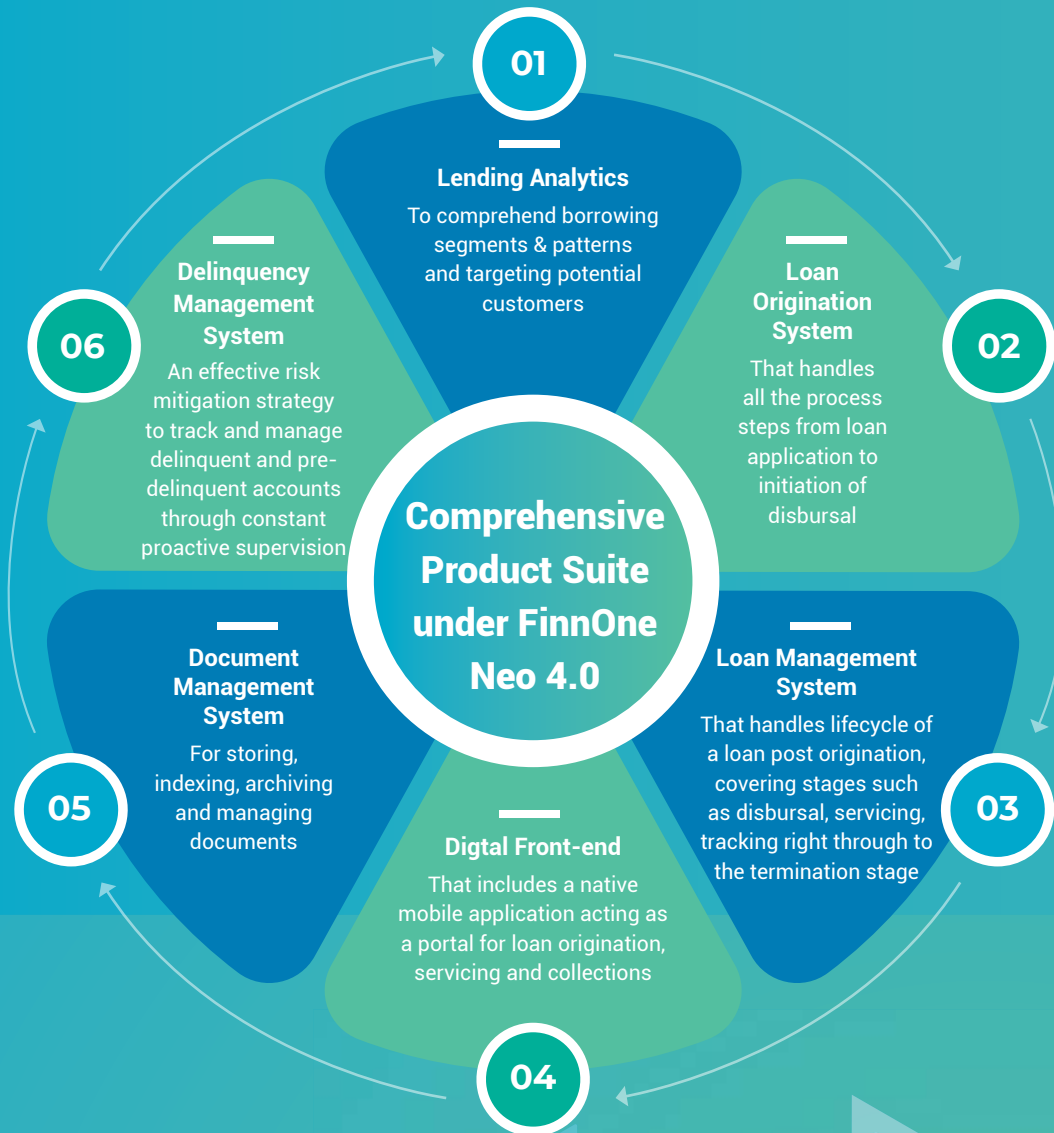 01
Lending Analytics
To comprehend borrowing
segments & patterns
and targeting potential
customers
02
Loan
Origination
System
That handles
all the process
steps from loan
application to
initiation of
disbursal
03
Loan Management
System
That handles lifecycle of
a loan post origination,
covering stages such
as disbursal, servicing,
tracking right through to
the termination stage
04
Digtal Front-end
That includes a native
mobile application acting as
a portal for loan origination,
servicing and collections
05
Document
Management
System
For storing,
indexing, archiving
and managing
documents
06
Delinquency
Management
System
An effective risk
mitigation strategy
to track and manage
delinquent and pre-
delinquent accounts
through constant
proactive supervision
Comprehensive
Product Suite
under FinnOne
Neo 4.0